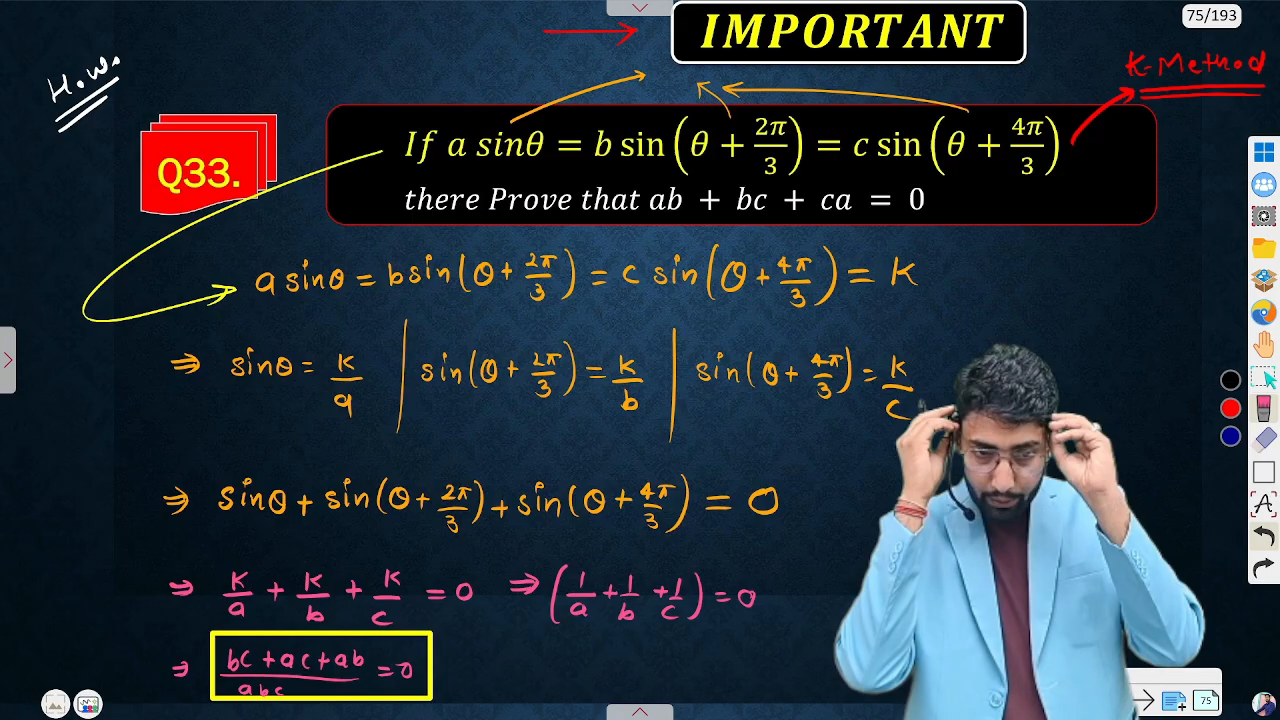 75/193
IMPORTANT
K-Method
H.W.
Q33.
If a sinθ = b sin(θ + 2π/3) = c sin(θ + 4π/3)
there Prove that ab + bc + ca = 0
a sinθ = b sin(θ + 2π/3) = c sin(θ + 4π/3) = K
⇒ sinθ = K/a | sin(θ + 2π/3) = K/b | sin(θ + 4π/3) = K/c
⇒ sinθ + sin(θ + 2π/3) + sin(θ + 4π/3) = 0
⇒ K/a + K/b + K/c = 0 ⇒ (1/a + 1/b + 1/c) = 0
⇒ (bc + ac + ab)/abc = 0
75